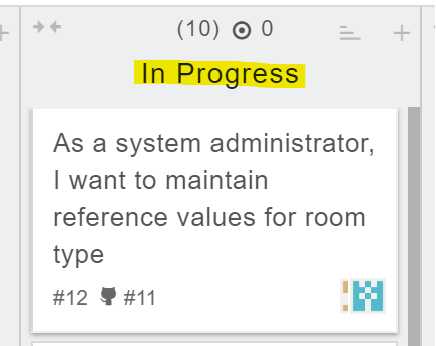 (10) 0
In Progress
As a system administrator,
I want to maintain
reference values for room
type
#12 #11